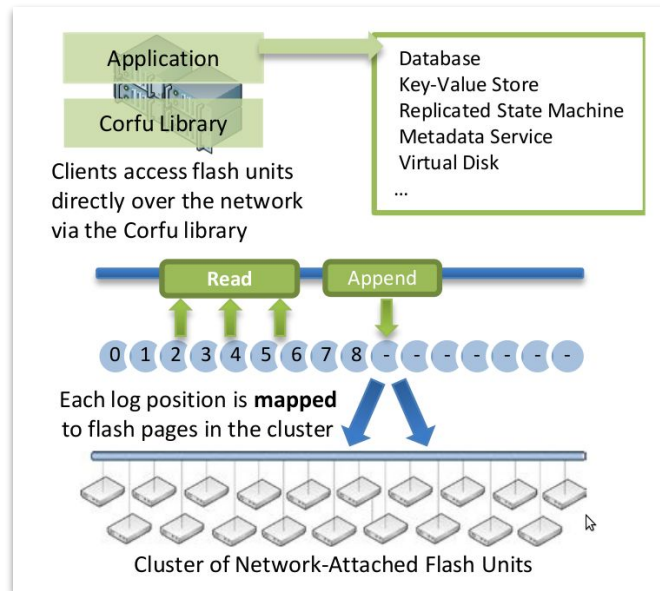 Application
Corfu Library
Database
Key-Value Store
Replicated State Machine
Metadata Service
Virtual Disk
...
Clients access flash units
directly over the network
via the Corfu library
Read Append
0 1 2 3 4 5 6 7 8 - - - - - - -
Each log position is mapped
to flash pages in the cluster
Cluster of Network-Attached Flash Units